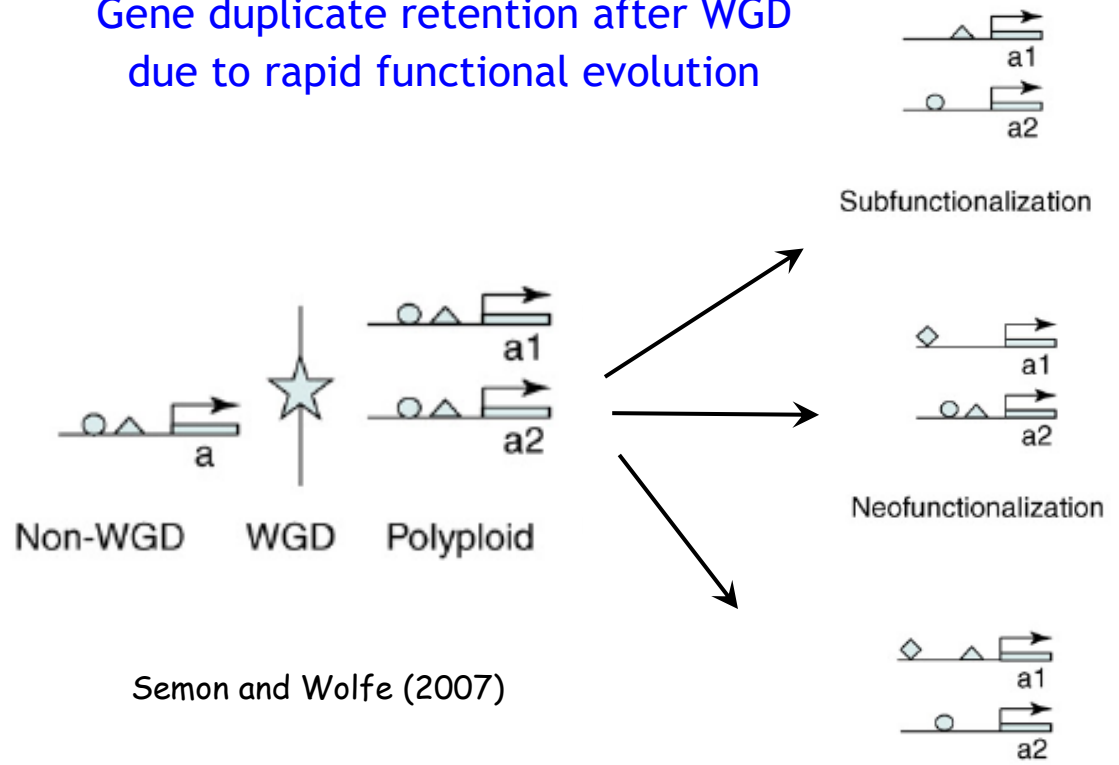 Gene duplicate retention after WGD
due to rapid functional evolution
a1
a2
Subfunctionalization
a1
a2
a
Non-WGD WGD Polyploid
a1
a2
Neofunctionalization
Semon and Wolfe (2007)
a1
a2